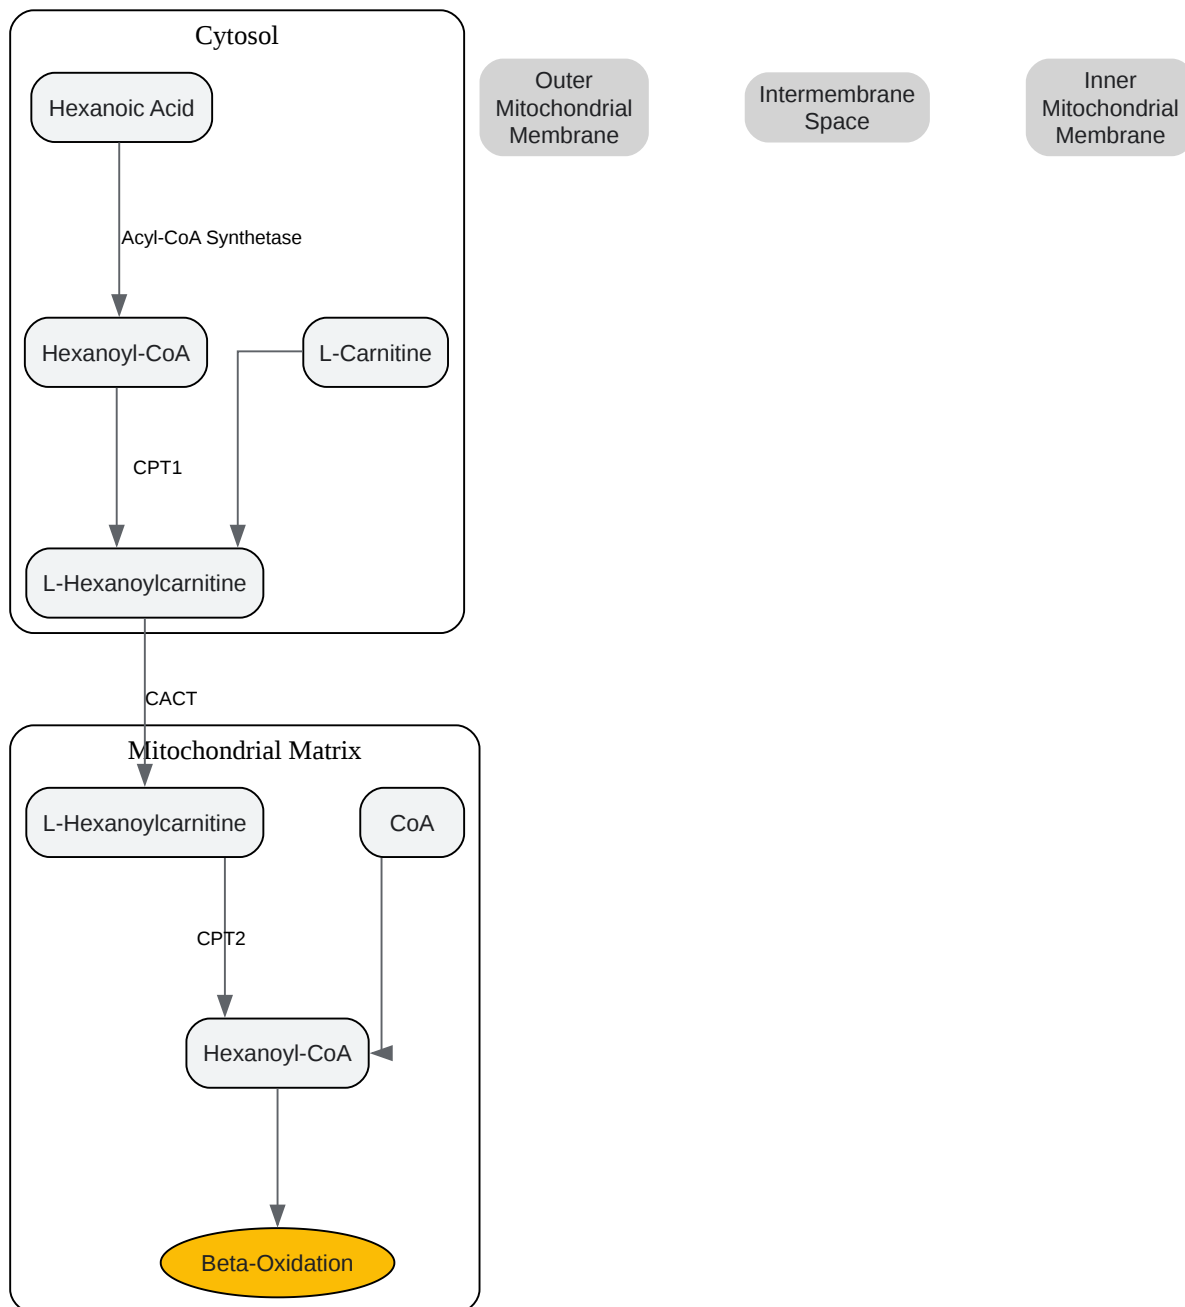 Cytosol
Hexanoic Acid
Outer
Mitochondrial
Membrane
Intermembrane
Space
Inner
Mitochondrial
Membrane
Acyl-CoA Synthetase
Hexanoyl-CoA
L-Carnitine
CPT1
L-Hexanoylcarnitine
CACT
Mitochondrial Matrix
L-Hexanoylcarnitine
CoA
CPT2
Hexanoyl-CoA
Beta-Oxidation